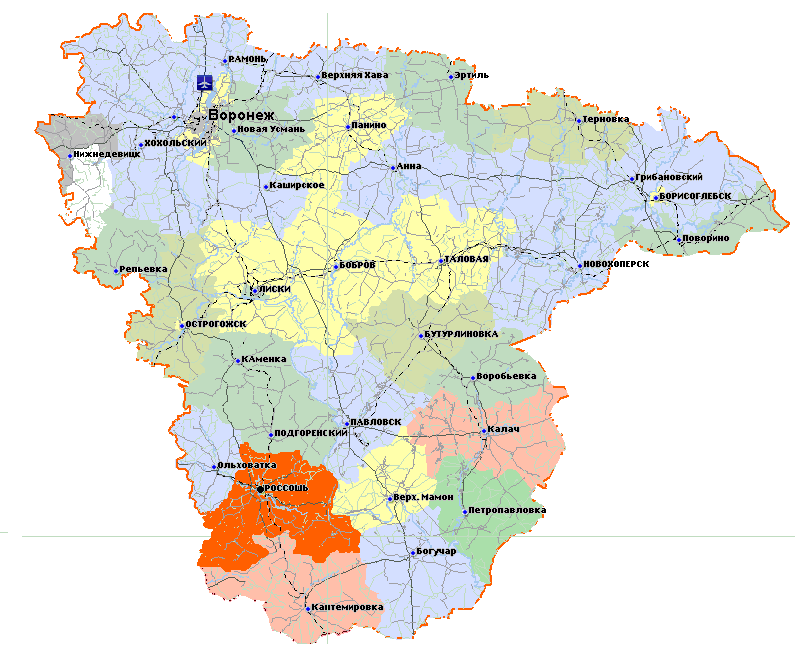 РАМОНЬ
Верхняя Хава
Эртиль
Воронеж
Новая Усмань
Панино
Терновка
ХОХОЛЬСКИЙ
Нижнедевицк
Анна
Грибановский
Каширское
БОРИСОГЛЕБСК
Поворино
Репьевка
БОБРОВ
ТАЛОВАЯ
НОВОХОПЕРСК
ЛИСКИ
ОСТРОГОЖСК
БУТУРЛИНОВКА
КАменка
Воробьевка
ПАВЛОВСК
Калач
ПОДГОРЕНСКИЙ
Ольховатка
РОССОШЬ
Верх. Мамон
Петропавловка
Богучар
Кантемировка